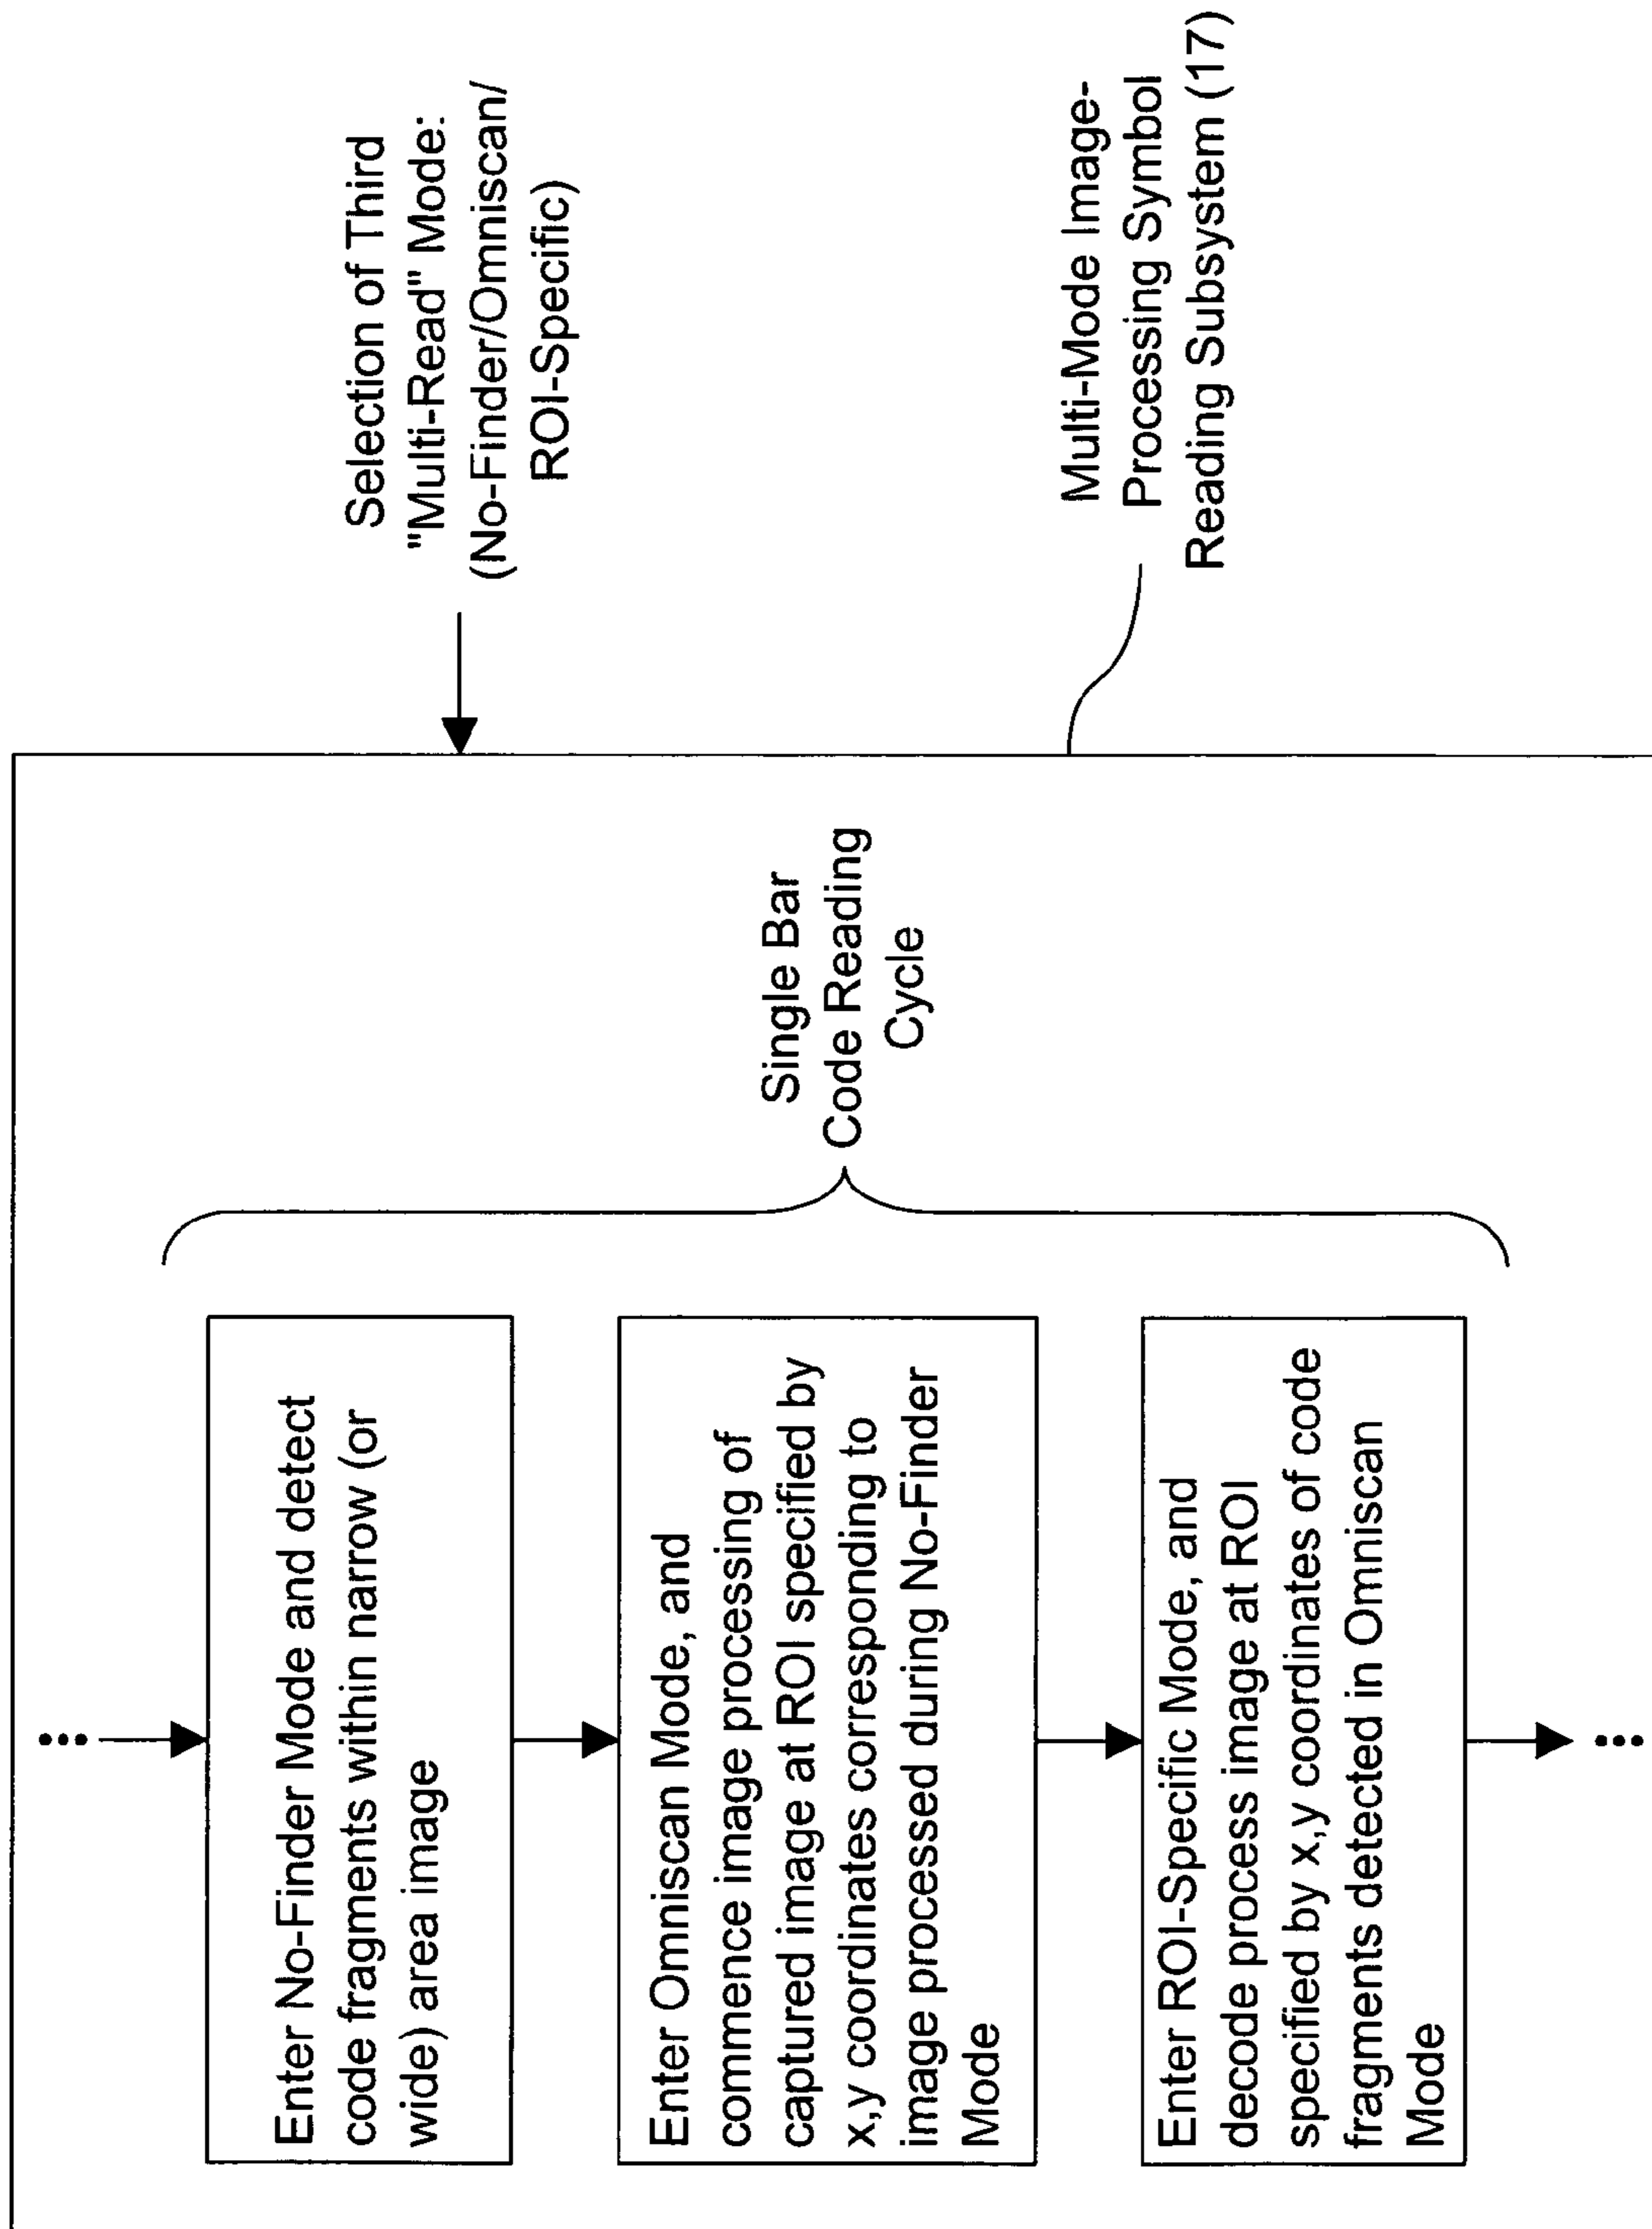 Selection of Third
"Multi-Read" Mode:
(No-Finder/Omniscan/
ROI-Specific)
Multi-Mode Image-
Processing Symbol
Reading Subsystem (17)
Single Bar
Code Reading
Cycle
Enter No-Finder Mode and detect
code fragments within narrow (or
wide) area image
Enter Omniscan Mode, and
commence image processing of
captured image at ROI specified by
x,y coordinates corresponding to
image processed during No-Finder
Mode
Enter ROI-Specific Mode, and
decode process image at ROI
specified by x,y coordinates of code
fragments detected in Omniscan
Mode